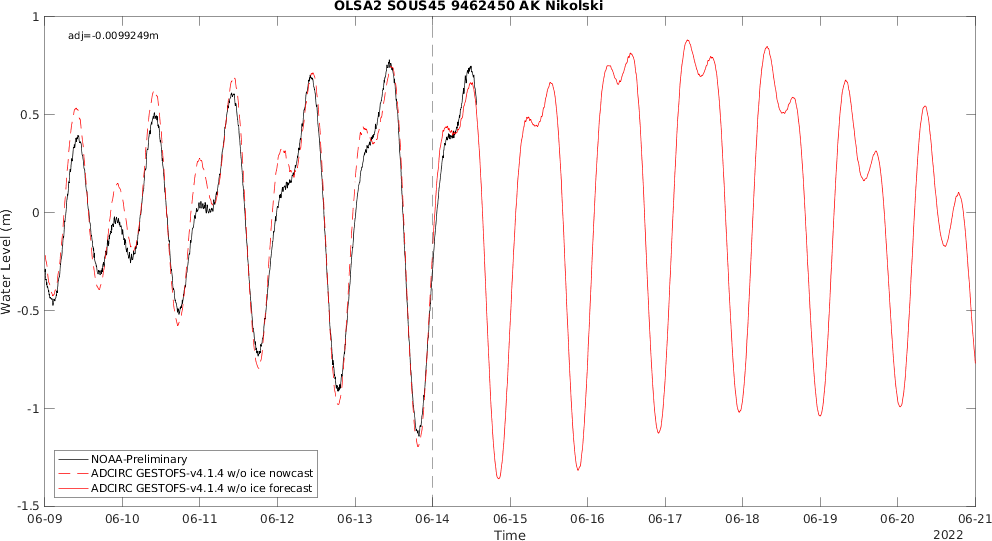 OLSA2 SOUS45 9462450 AK Nikolski
adj=-0.0099249m
1
0.5
0
-0.5
-1
-1.5
Water Level (m)
NOAA-Preliminary
ADCIRC GESTOFS-v4.1.4 w/o ice nowcast
ADCIRC GESTOFS-v4.1.4 w/o ice forecast
06-09 06-10 06-11 06-12 06-13 06-14 06-15 06-16 06-17 06-18 06-19 06-20 06-21
Time
2022